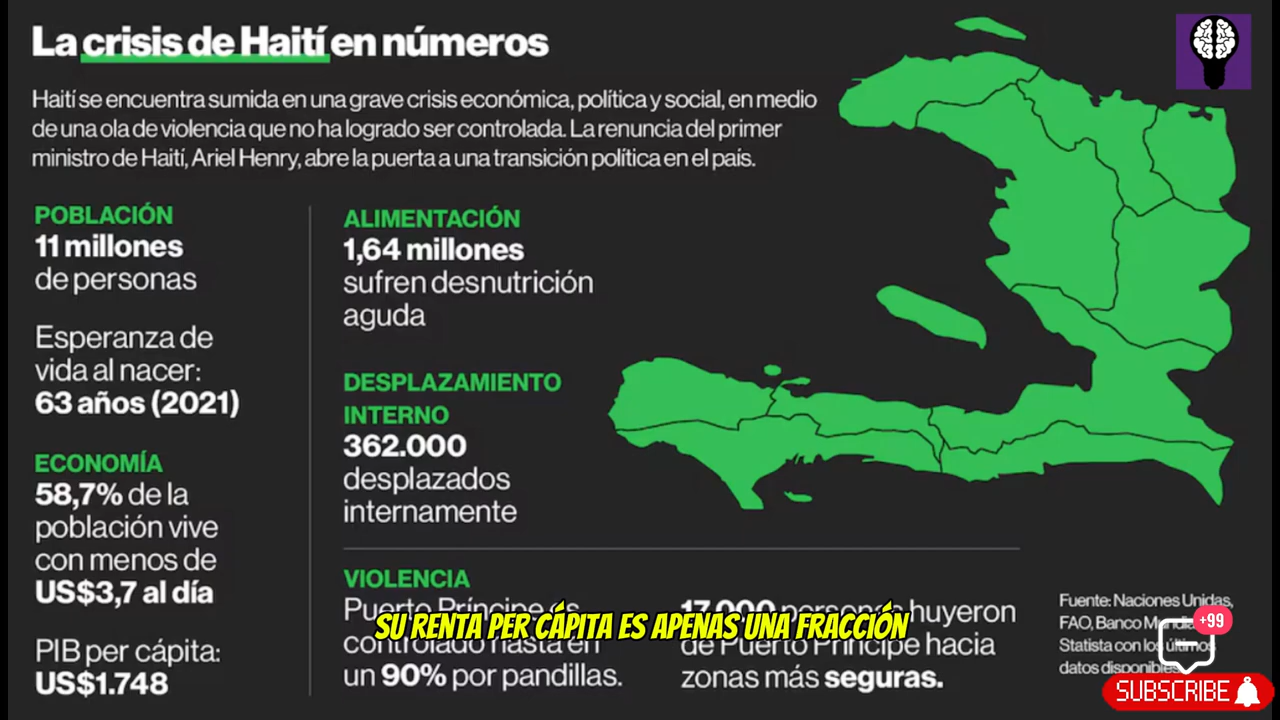 La crisis de Haití en números
Haití se encuentra sumida en una grave crisis económica, política y social, en medio
de una ola de violencia que no ha logrado ser controlada. La renuncia del primer
ministro de Haití, Ariel Henry, abre la puerta a una transición política en el país.
POBLACIÓN
11 millones
de personas
Esperanza de
vida al nacer:
63 años (2021)
ECONOMÍA
58,7% de la
población vive
con menos de
US$3,7 al día
PIB per cápita:
US$1.748
ALIMENTACIÓN
1,64 millones
sufren desnutrición
aguda
DESPLAZAMIENTO
INTERNO
362.000
desplazados
internamente
VIOLENCIA
Puerto Príncipe es
controlado hasta en
un 90% por pandillas.
17.000 personas huyeron
de Puerto Príncipe hacia
zonas más seguras.
SU RENTA PER CÁPITA ES APENAS UNA FRACCIÓN
Fuente: Naciones Unidas,
FAO, Banco
Statista con los últimos
datos disponibles
+99
SUBSCRIBE